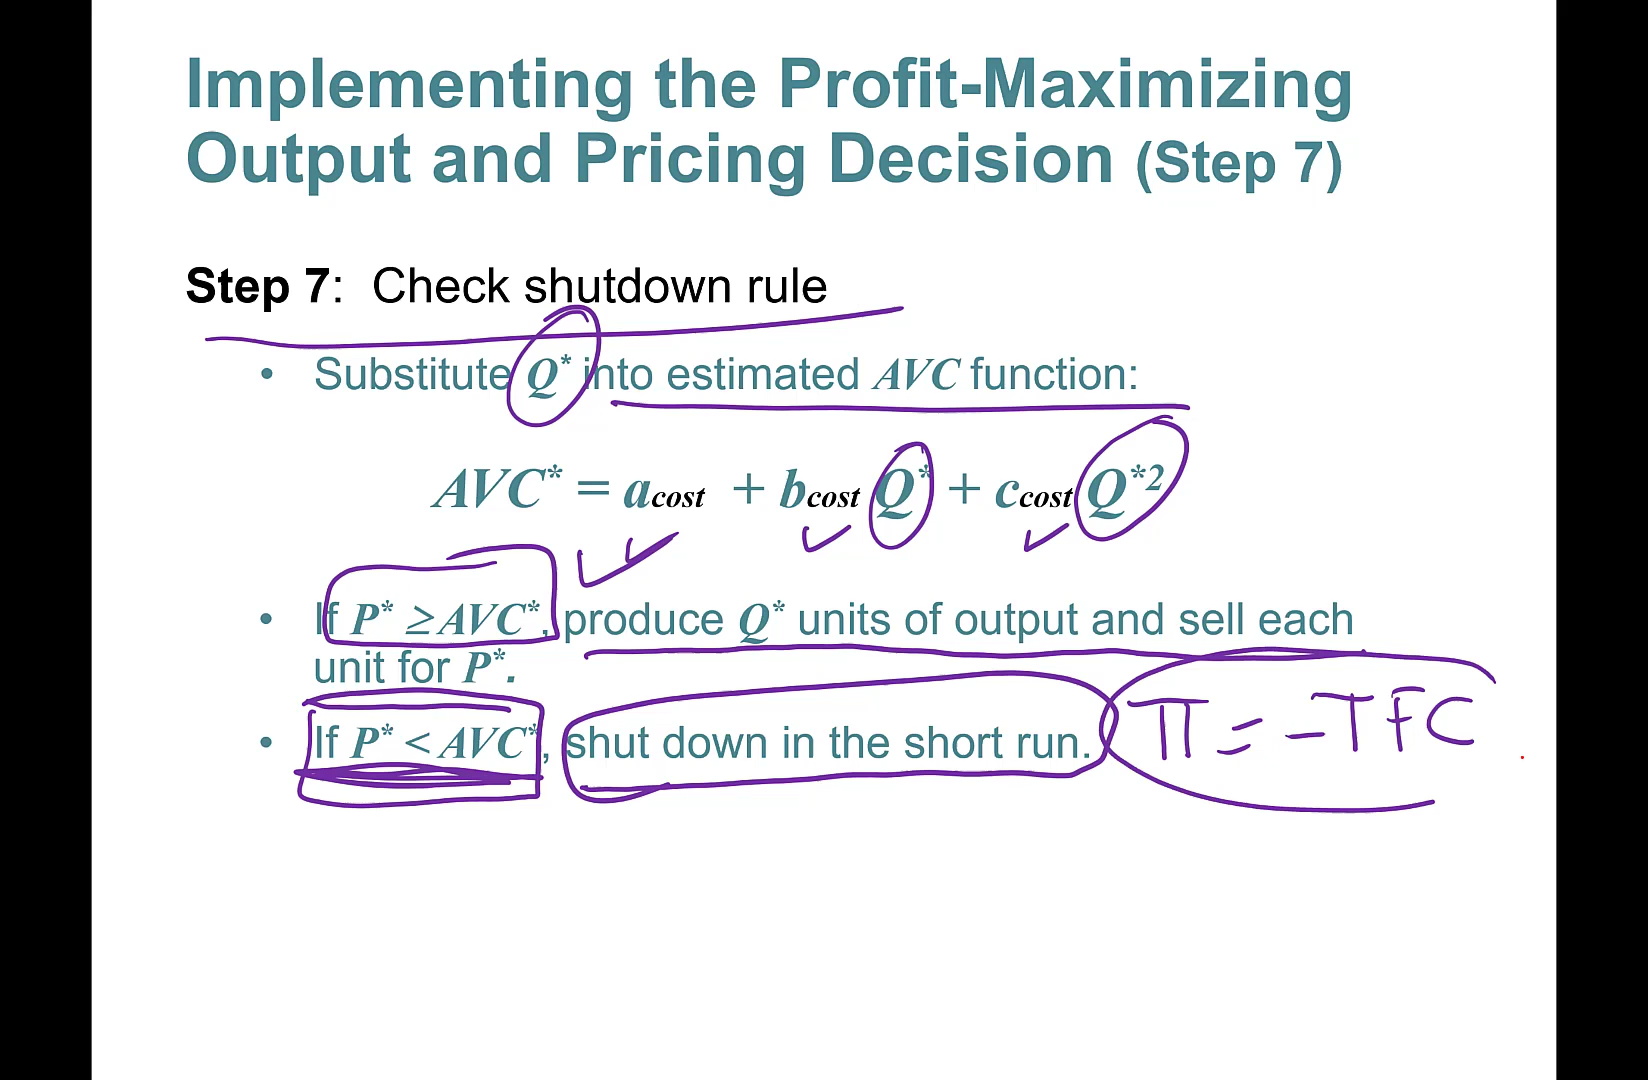 Implementing the Profit-Maximizing
Output and Pricing Decision (Step 7)
Step 7: Check shutdown rule
• Substitute Q* into estimated AVC function:
AVC* = acost + bcost Q* + ccost Q*2
• If P* ≥ AVC*, produce Q* units of output and sell each
unit for P*.
• If P* < AVC*, shut down in the short run. Π = -TFC